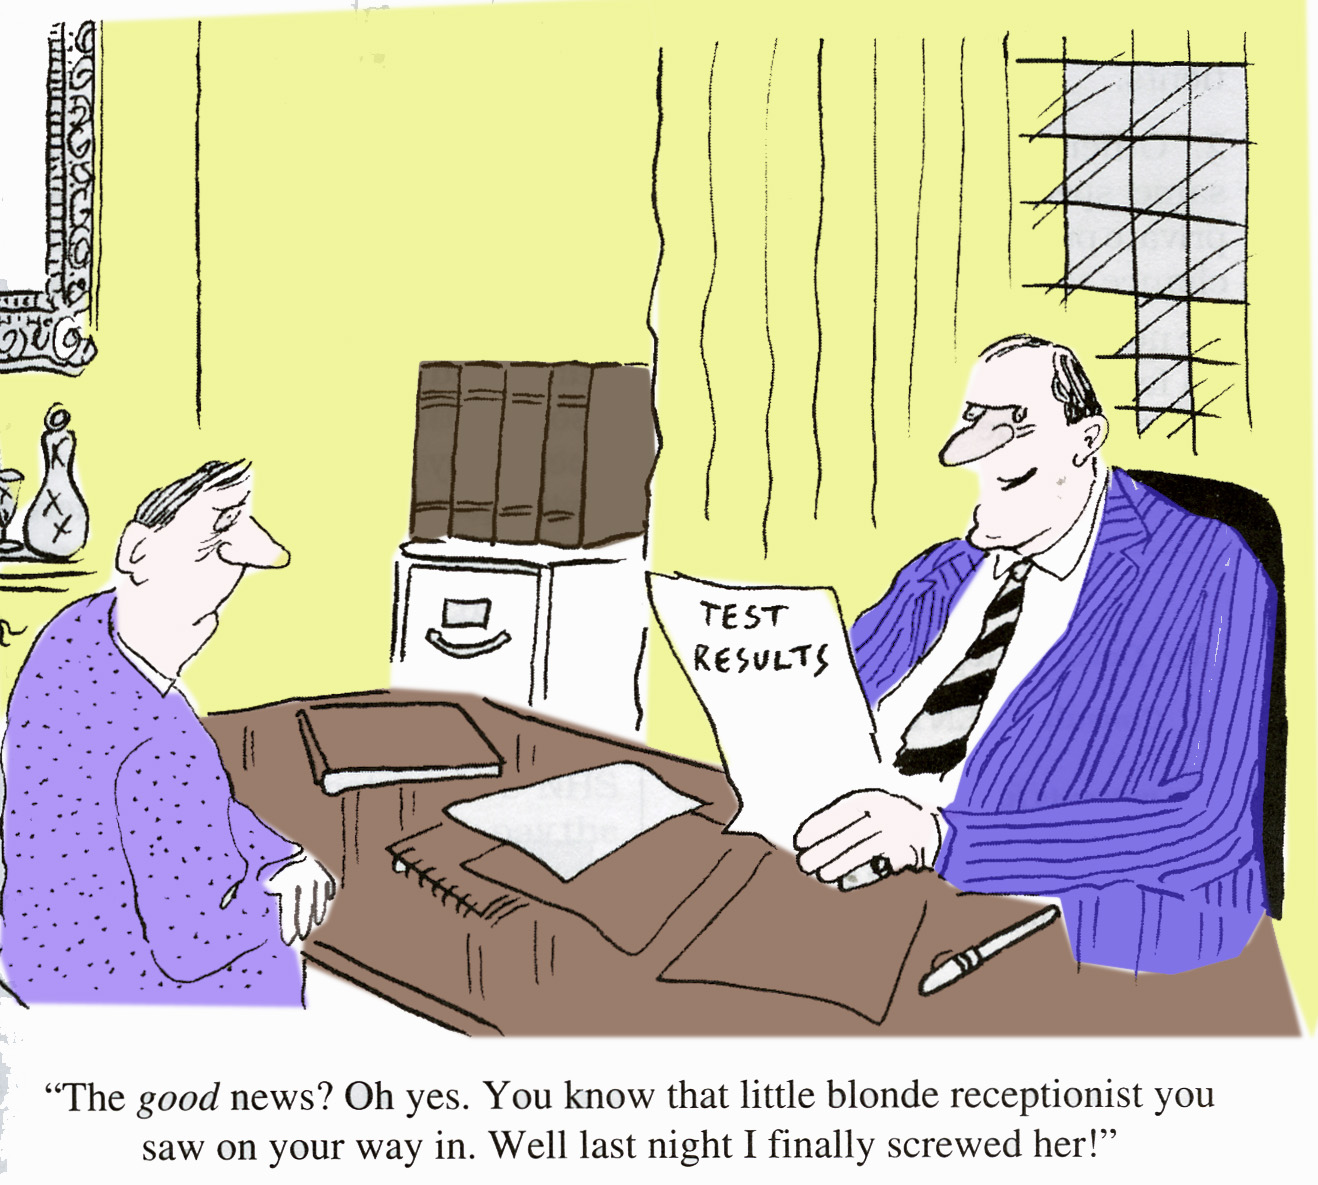 TEST
RESULTS
“The good news? Oh yes. You know that little blonde receptionist you
saw on your way in. Well last night I finally screwed her!”